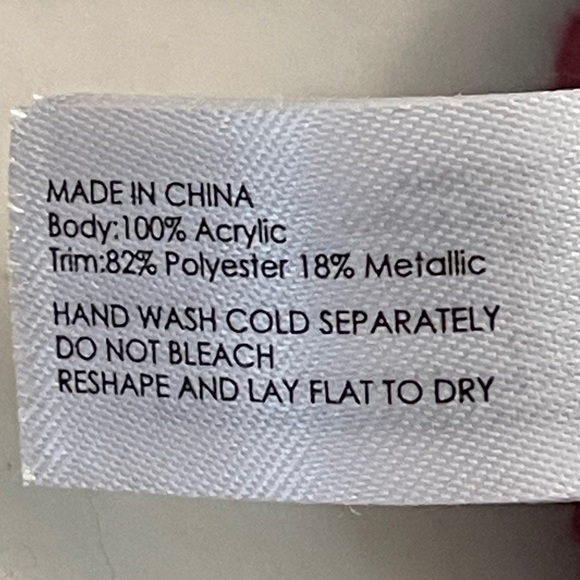 MADE IN CHINA
Body:100% Acrylic
Trim:82% Polyester 18% Metallic
HAND WASH COLD SEPARATELY
DO NOT BLEACH
RESHAPE AND LAY FLAT TO DRY